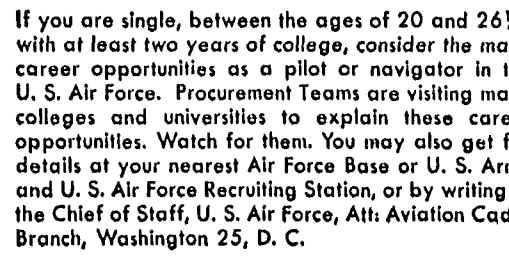 If you are single, between the ages of 20 and 26½
with at least two years of college, consider the ma
career opportunities as a pilot or navigator in t
U. S. Air Force. Procurement Teams are visiting ma
colleges and universities to explain these care
opportunities. Watch for them. You may also get f
details at your nearest Air Force Base or U. S. Arm
and U. S. Air Force Recruiting Station, or by writing
the Chief of Staff, U. S. Air Force, Att: Aviation Cad
Branch, Washington 25, D. C.